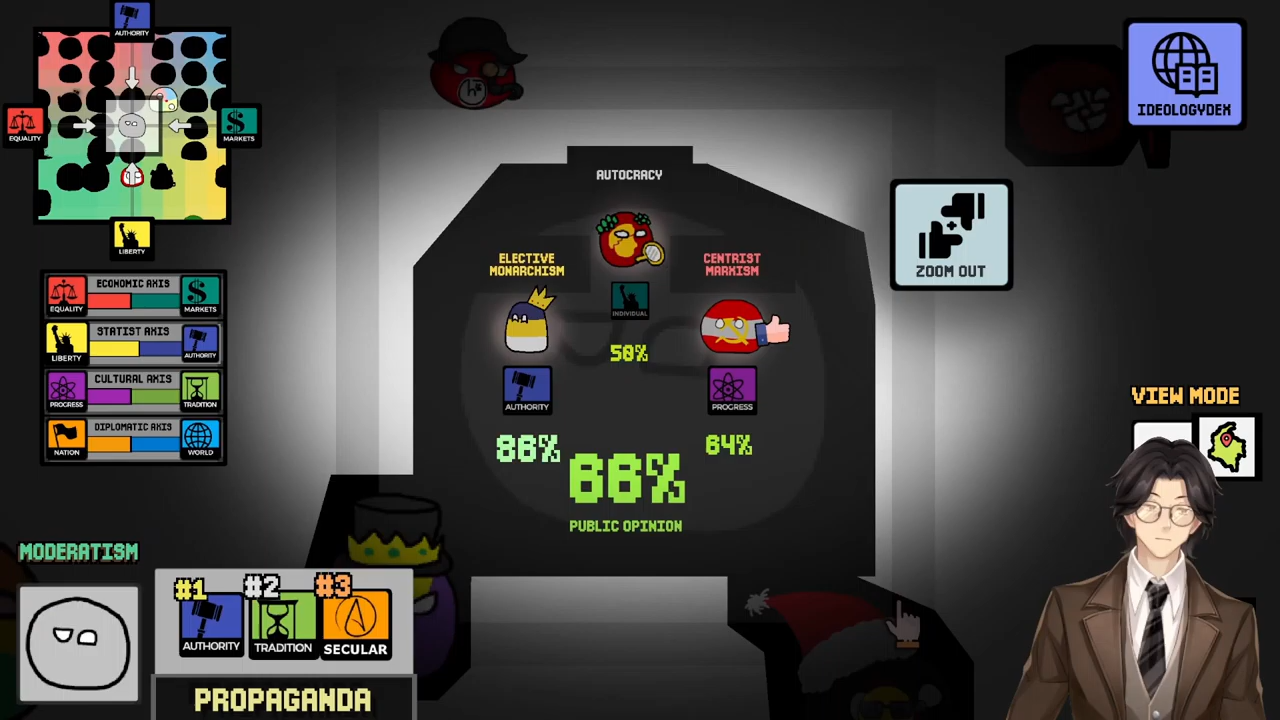 AUTHORITY
EQUALITY
$
MARKETS
LIBERTY
IDEOLOGYDEX
ZOOM OUT
ECONOMIC AXIS
EQUALITY
$
MARKETS
STATIST AXIS
LIBERTY
AUTHORITY
CULTURAL AXIS
PROGRESS
TRADITION
DIPLOMATIC AXIS
NATION
WORLD
AUTOCRACY
ELECTIVE
MONARCHISM
CENTRIST
MARXISM
INDIVIDUAL
50%
AUTHORITY
PROGRESS
86%
64%
66%
PUBLIC OPINION
VIEW MODE
MODERATISM
#1
#2
#3
AUTHORITY
TRADITION
SECULAR
PROPAGANDA